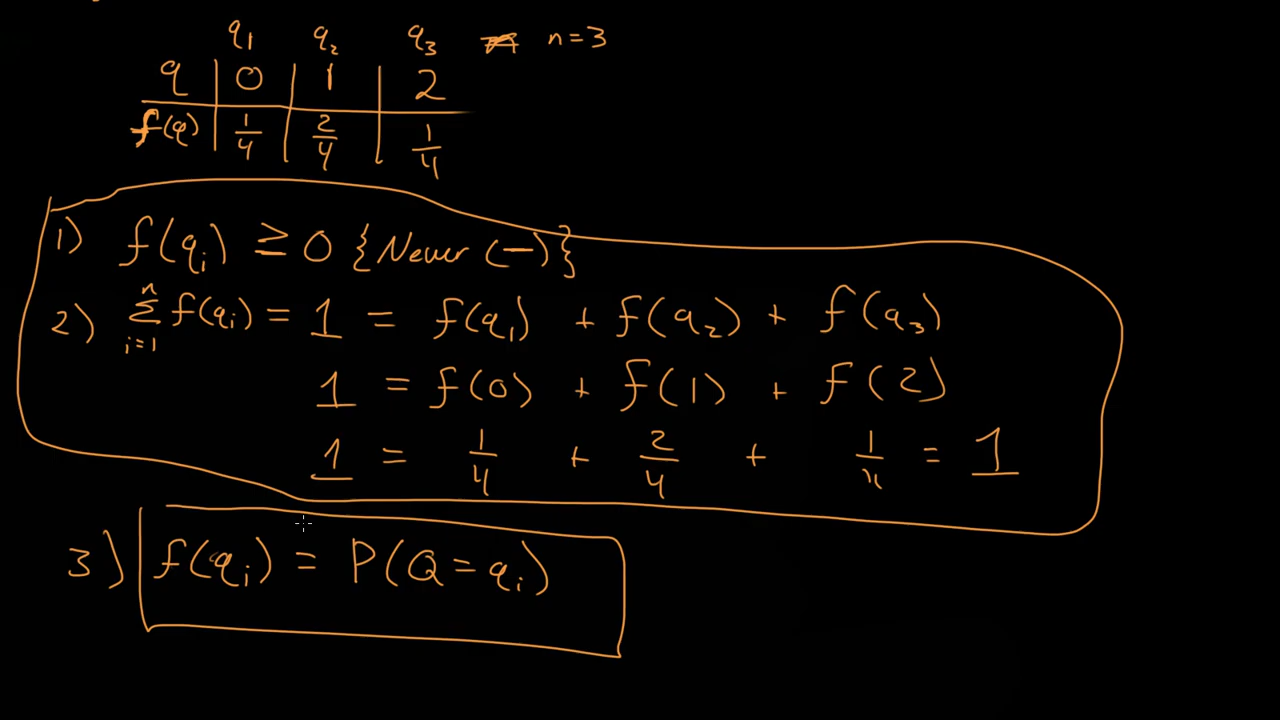 q₁ q₂ q₃ n=3
q 0 1 2
f(q) 1/4 2/4 1/4
1) f(qᵢ) ≥ 0 {Never (−)}
2) Σⁿᵢ₌₁ f(qᵢ) = 1 = f(q₁) + f(q₂) + f(q₃)
1 = f(0) + f(1) + f(2)
1 = 1/4 + 2/4 + 1/4 = 1
3) f(qᵢ) = P(Q = qᵢ)